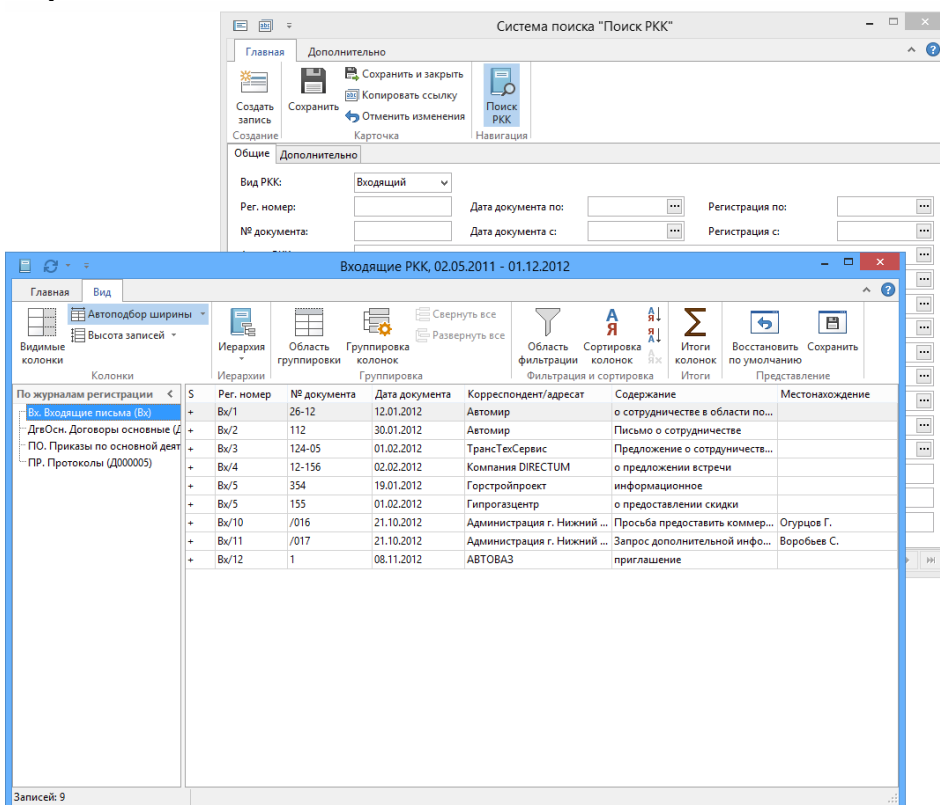 Система поиска "Поиск РКК"
Главная Дополнительно
Создать запись
Сохранить
Сохранить и закрыть
Копировать ссылку
Отменить изменения
Поиск РКК
Создание Карточка Навигация
Общие Дополнительно
Вид РКК: Входящий
Рег. номер: Дата документа по: Регистрация по:
№ документа: Дата документа с: Регистрация с:
Входящие РКК, 02.05.2011 - 01.12.2012
Главная Вид
Видимые колонки
Автоподбор ширины
Высота записей
Иерархия
Область группировки
Группировка колонок
Свернуть все
Развернуть все
Область фильтрации
Сортировка колонок
Итоги колонок
Восстановить по умолчанию
Сохранить
Колонки Иерархии Группировка Фильтрация и сортировка Итоги Представление
По журналам регистрации
Вх. Входящие письма (Вх)
ДгвОсн. Договоры основные (Д
ПО. Приказы по основной деят
ПР. Протоколы (Д000005)
S Рег. номер № документа Дата документа Корреспондент/адресат Содержание Местонахождение
+ Вх/1 26-12 12.01.2012 Автомир о сотрудничестве в области по...
+ Вх/2 112 30.01.2012 Автомир Письмо о сотрудничестве
+ Вх/3 124-05 01.02.2012 ТрансТехСервис Предложение о сотрдуничеств...
+ Вх/4 12-156 02.02.2012 Компания DIRECTUM о предложении встречи
+ Вх/5 354 19.01.2012 Горстройпроект информационное
+ Вх/5 155 01.02.2012 Гипрогазцентр о предоставлении скидки
+ Вх/10 /016 21.10.2012 Администрация г. Нижний ... Просьба предоставить коммер... Огурцов Г.
+ Вх/11 /017 21.10.2012 Администрация г. Нижний ... Запрос дополнительной инфо... Воробьев С.
+ Вх/12 1 08.11.2012 АВТОВАЗ приглашение
Записей: 9